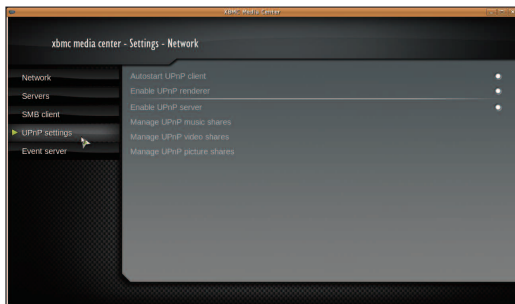 XBMC Media Center
xbmc media center - Settings - Network
Network
Servers
SMB client
UPnP settings
Event server
Autostart UPnP client
Enable UPnP renderer
Enable UPnP server
Manage UPnP music shares
Manage UPnP video shares
Manage UPnP picture shares